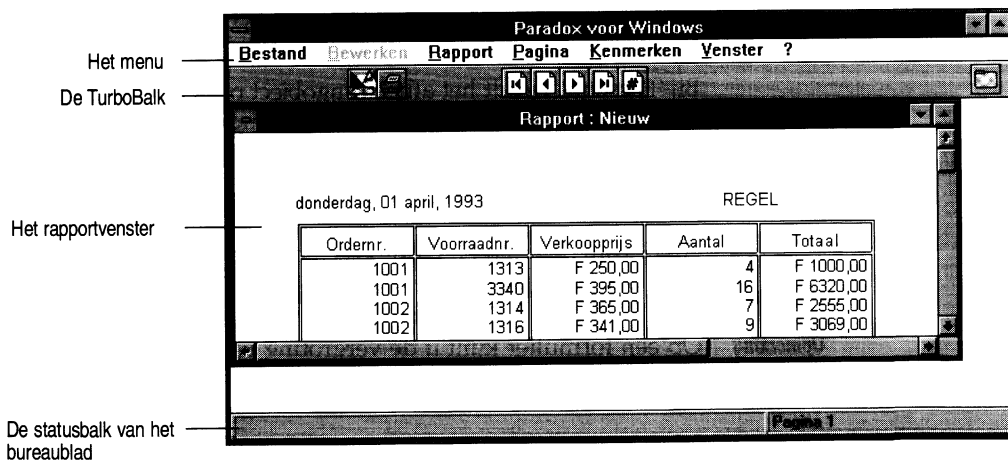 Paradox voor Windows
Bestand Bewerken Rapport Pagina Kenmerken Venster ?
Het menu
De TurboBalk
Rapport : Nieuw
donderdag, 01 april, 1993 REGEL
Het rapportvenster
Ordernr. Voorraadnr. Verkoopprijs Aantal Totaal
1001 1313 F 250,00 4 F 1000,00
1001 3340 F 395,00 16 F 6320,00
1002 1314 F 365,00 7 F 2555,00
1002 1316 F 341,00 9 F 3069,00
Pagina 1
De statusbalk van het
bureaublad